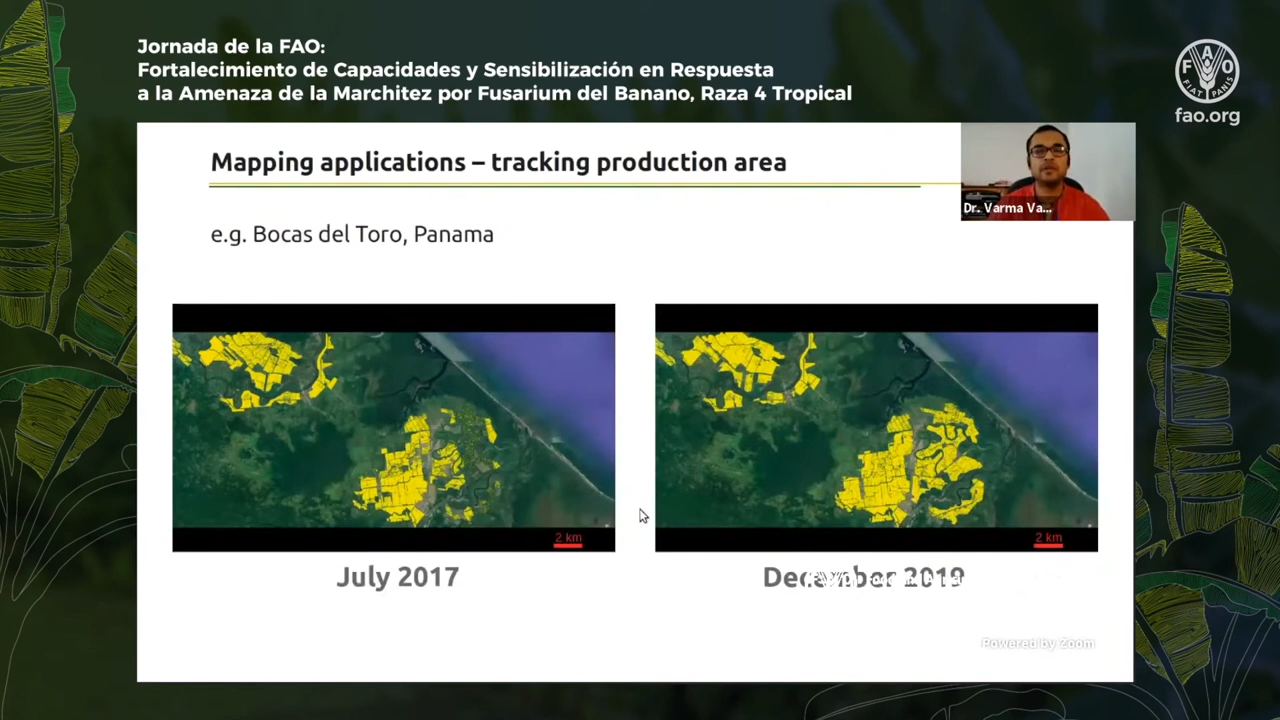 Jornada de la FAO:
Fortalecimiento de Capacidades y Sensibilización en Respuesta
a la Amenaza de la Marchitez por Fusarium del Banano, Raza 4 Tropical
F A O
FIAT PANIS
fao.org
Mapping applications – tracking production area
Dr. Varma Va...
e.g. Bocas del Toro, Panama
2 km
2 km
July 2017
December 2019
Powered by Zoom